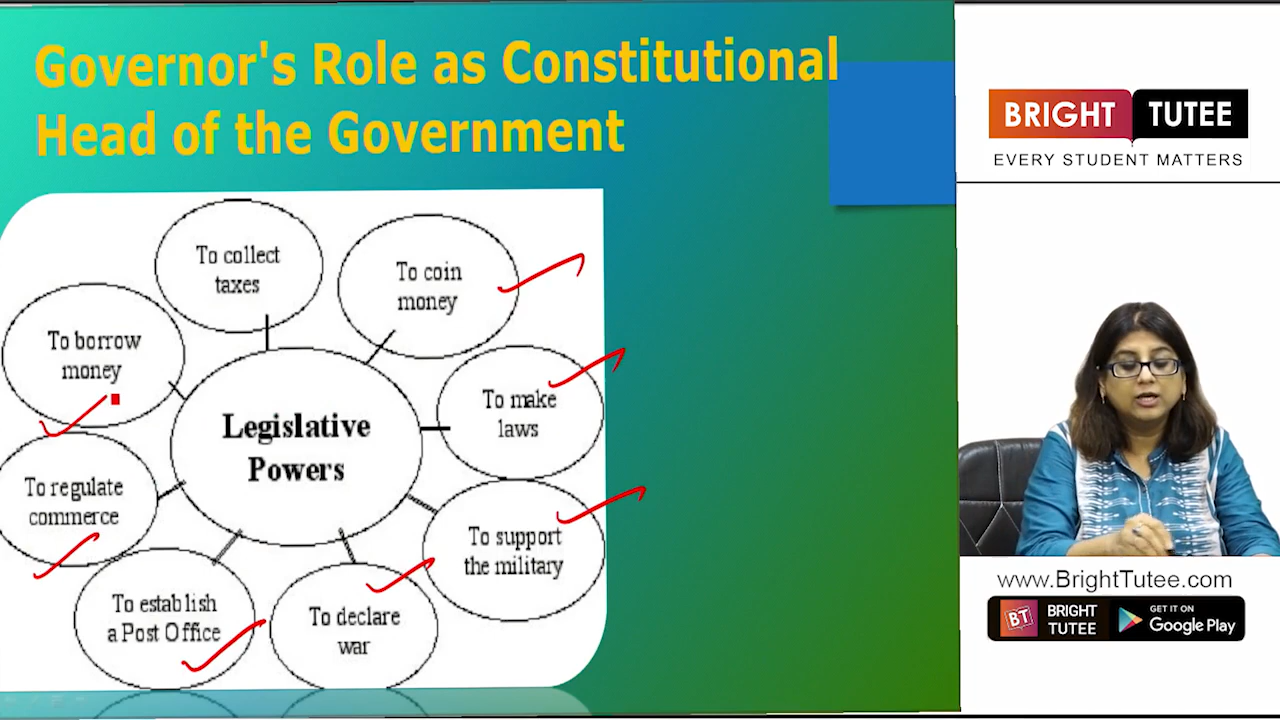 Governor's Role as Constitutional
Head of the Government
To collect
taxes
To coin
money
To borrow
money
To make
laws
Legislative
Powers
To regulate
commerce
To support
the military
To establish
a Post Office
To declare
war
BRIGHT TUTEE
EVERY STUDENT MATTERS
www.BrightTutee.com
BT
BRIGHT
TUTEE
GET IT ON
Google Play